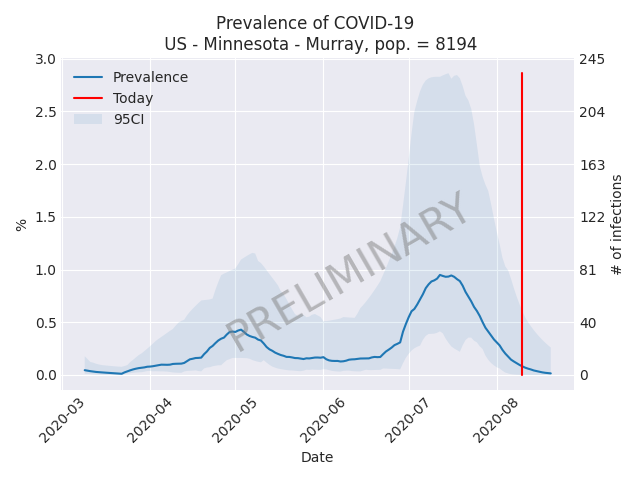 Prevalence of COVID-19
US - Minnesota - Murray, pop. = 8194
3.0
2.5
2.0
1.5
1.0
0.5
0.0
%
Prevalence
Today
95CI
PRELIMINARY
245
204
163
122
81
40
0
# of infections
2020-03
2020-04
2020-05
2020-06
2020-07
2020-08
Date